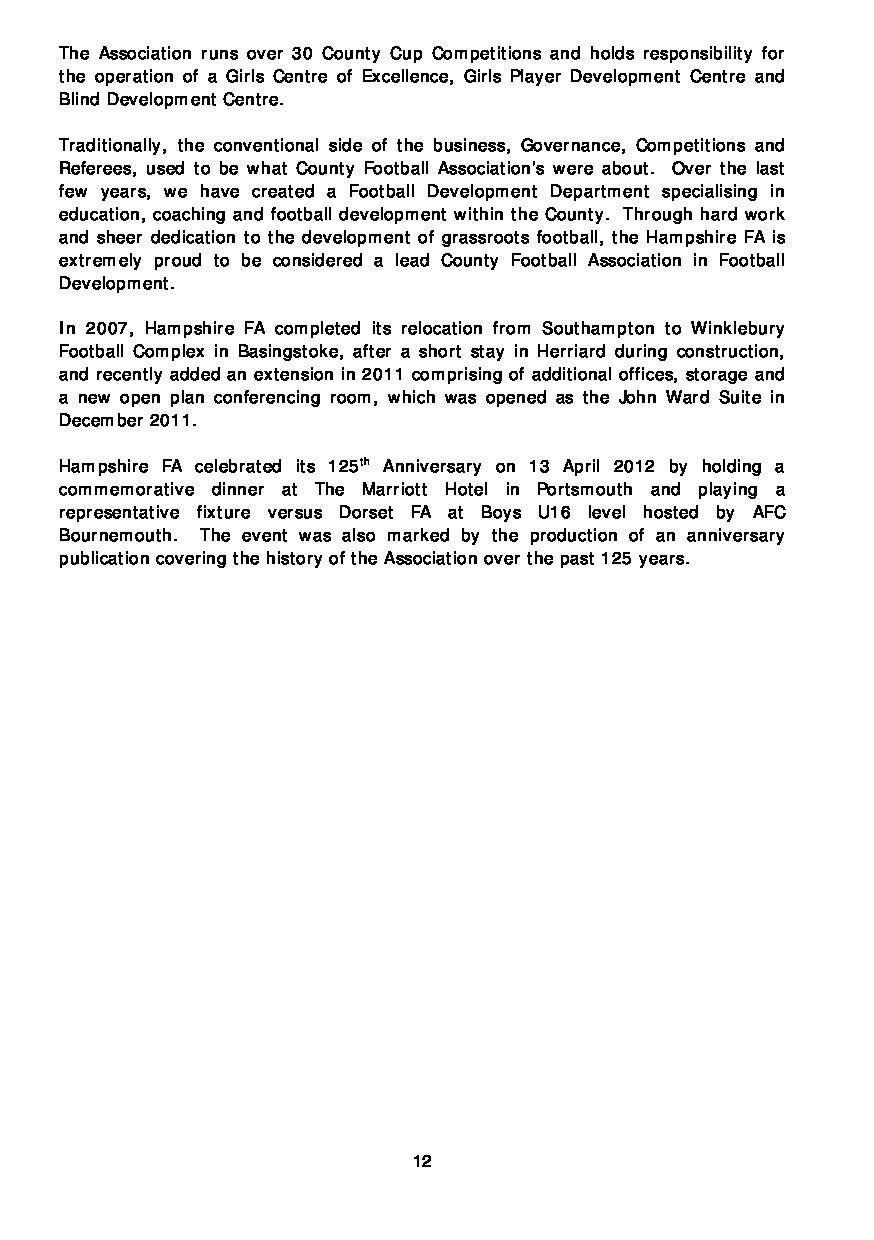 The Association runs over 30 County Cup Competitions and holds responsibility for
the operation of a Girls Centre of Excellence, Girls Player Development Centre and
Blind Development Centre.
Traditionally, the conventional side of the business, Governance, Competitions and
Referees, used to be what County Football Association's were about. Over the last
few years, we have created a Football Development Department specialising in
education, coaching and football development within the County. Through hard work
and sheer dedication to the development of grassroots football, the Hampshire FA is
extremely proud to be considered a lead County Football Association in Football
Development.
In 2007, Hampshire FA completed its relocation from Southampton to Winklebury
Football Complex in Basingstoke, after a short stay in Herriard during construction,
and recently added an extension in 2011 comprising of additional offices, storage and
a new open plan conferencing room, which was opened as the John Ward Suite in
December 2011.
Hampshire FA celebrated its 125th Anniversary on 13 April 2012 by holding a
commemorative dinner at The Marriott Hotel in Portsmouth and playing a
representative fixture versus Dorset FA at Boys U16 level hosted by AFC
Bournemouth. The event was also marked by the production of an anniversary
publication covering the history of the Association over the past 125 years.
12